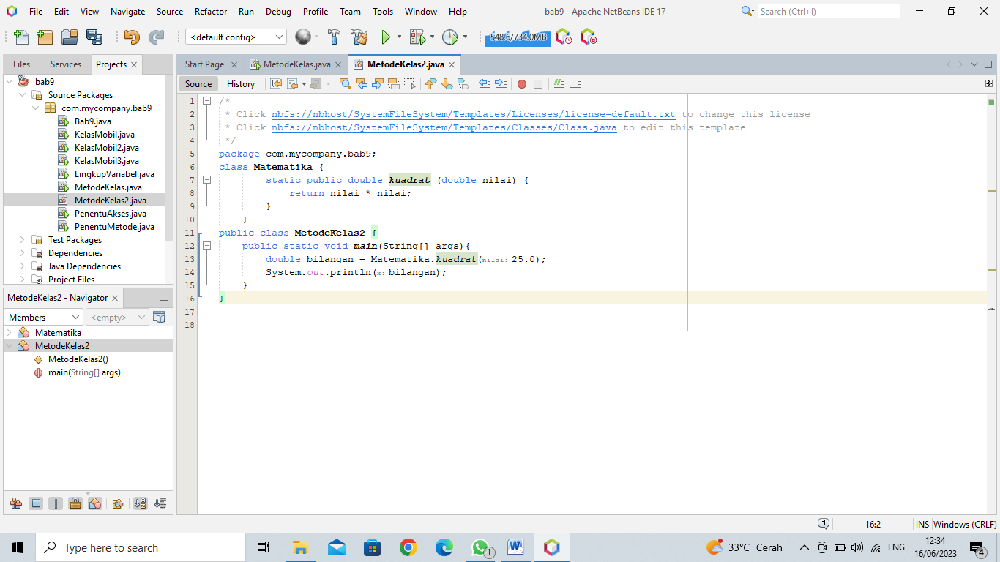 File Edit View Navigate Source Refactor Run Debug Profile Team Tools Window Help
bab9 - Apache NetBeans IDE 17
Search (Ctrl+I)
<default config>
548.6/734.0MB
Files Services Projects
Start Page MetodeKelas.java MetodeKelas2.java
Source History
bab9
Source Packages
com.mycompany.bab9
Bab9.java
KelasMobil.java
KelasMobil2.java
KelasMobil3.java
LingkupVariabel.java
MetodeKelas.java
MetodeKelas2.java
PenentuAkses.java
PenentuMetode.java
Test Packages
Dependencies
Java Dependencies
Project Files
MetodeKelas2 - Navigator
Members <empty>
Matematika
MetodeKelas2
MetodeKelas2()
main(String[] args)
1 /*
2 * Click nbfs://nbhost/SystemFileSystem/Templates/Licenses/license-default.txt to change this license
3 * Click nbfs://nbhost/SystemFileSystem/Templates/Classes/Class.java to edit this template
4 */
5 package com.mycompany.bab9;
6 class Matematika {
7 static public double kuadrat (double nilai) {
8 return nilai * nilai;
9 }
10 }
11 public class MetodeKelas2 {
12 public static void main(String[] args){
13 double bilangan = Matematika.kuadrat(nilai: 25.0);
14 System.out.println(x: bilangan);
15 }
16 }
17
18
1 16:2 INS Windows (CRLF)
Type here to search
1
33°C Cerah
ENG
12:34
16/06/2023
4